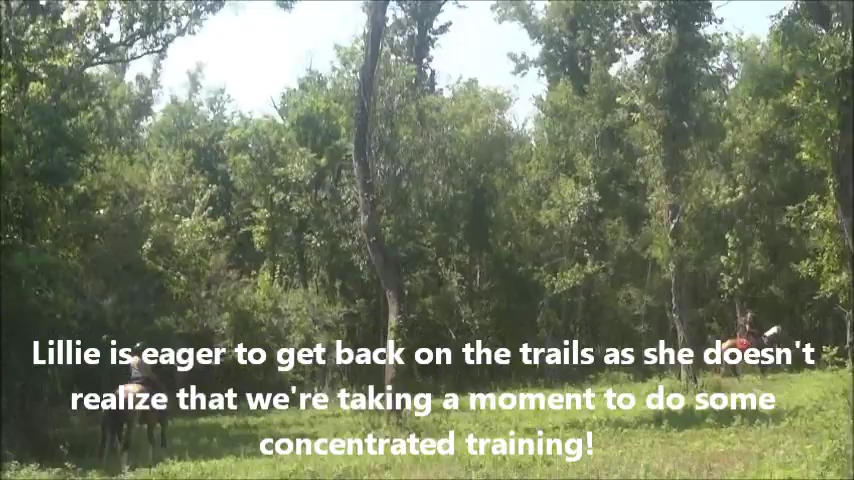 Lillie is eager to get back on the trails as she doesn't
realize that we're taking a moment to do some
concentrated training!